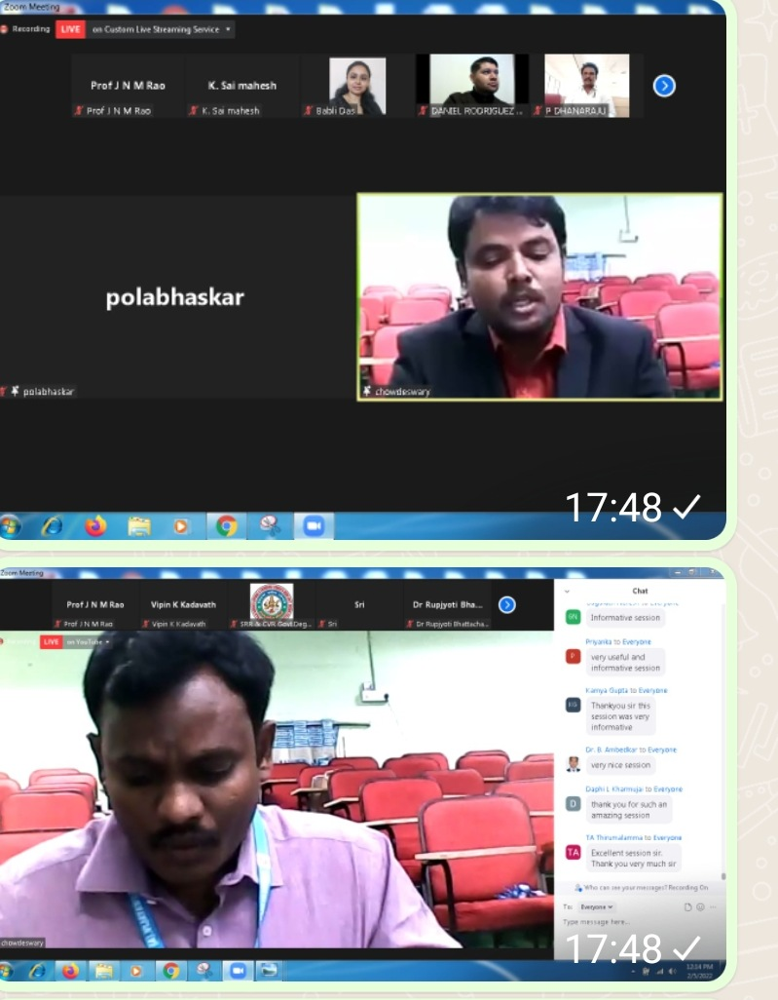 Zoom Meeting
Recording LIVE on Custom Live Streaming Service
Prof J N M Rao
K. Sai mahesh
Prof J N M Rao
K. Sai mahesh
Babli Das
DANIEL RODRIGUEZ ...
P DHANARAJU
polabhaskar
polabhaskar
chowdeswary
17:48
Zoom Meeting
Prof J N M Rao
Vipin K Kadavath
Sri
Dr Rupjyoti Bha...
Prof J N M Rao
Vipin K Kadavath
SRR & CVR Govt.Deg...
Sri
Dr Rupjyoti Bhattacha...
LIVE on YouTube
chowdeswary
Chat
to Everyone
GN
Informative session
Priyanka to Everyone
P
very useful and
informative session
Kamya Gupta to Everyone
KG
Thankyou sir this
session was very
informative
Dr. B. Ambedkar to Everyone
very nice session
to Everyone
D
thank you for such an
amazing session
TA Thirumalamma to Everyone
TA
Excellent session sir.
Thank you very much sir
Who can see your messages? Recording On
To: Everyone
Type message here...
17:48
12:14 PM
2/5/2022